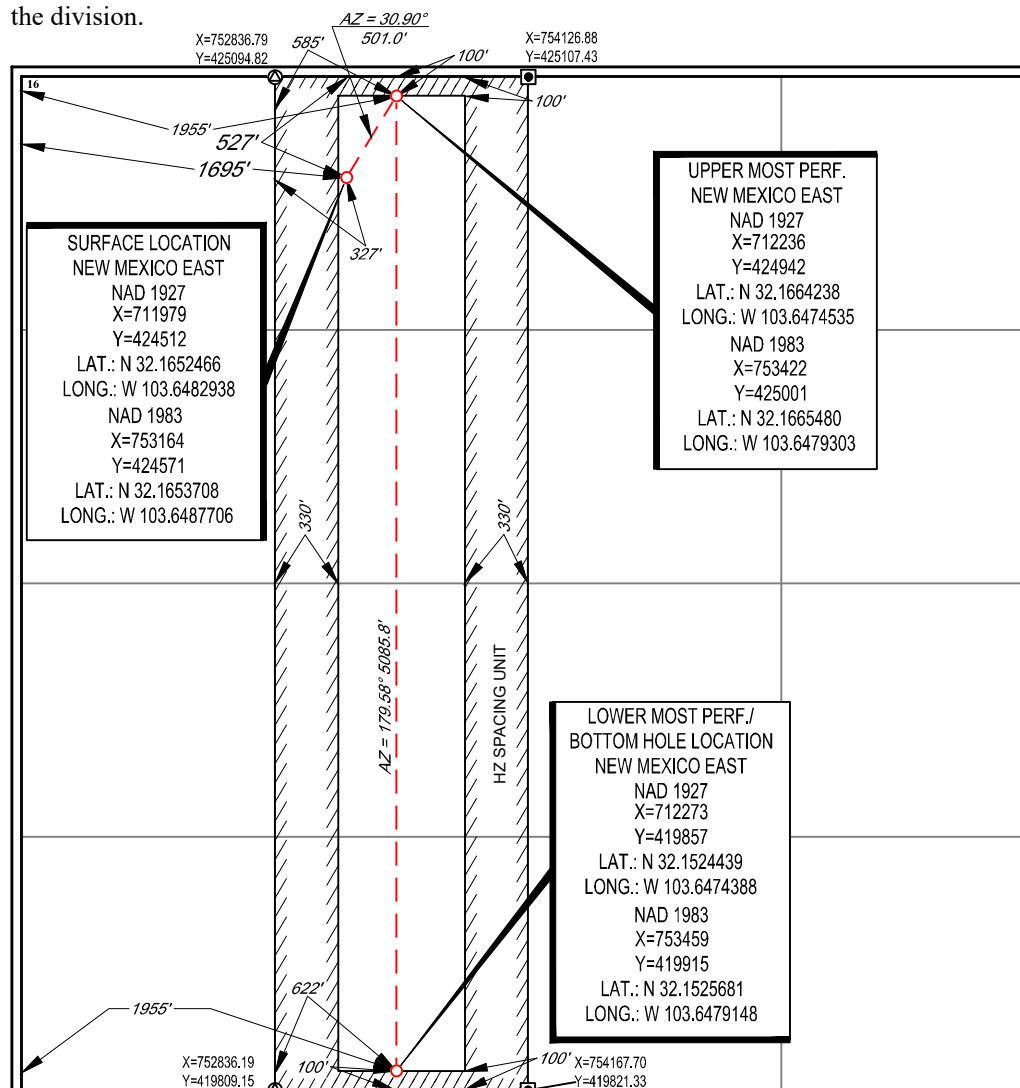 the division.
AZ = 30.90°
501.0'
X=752836.79
Y=425094.82
585'
100'
X=754126.88
Y=425107.43
16
100'
1955'
527'
1695'
327'
UPPER MOST PERF.
NEW MEXICO EAST
NAD 1927
X=712236
Y=424942
LAT.: N 32.1664238
LONG.: W 103.6474535
NAD 1983
X=753422
Y=425001
LAT.: N 32.1665480
LONG.: W 103.6479303
SURFACE LOCATION
NEW MEXICO EAST
NAD 1927
X=711979
Y=424512
LAT.: N 32.1652466
LONG.: W 103.6482938
NAD 1983
X=753164
Y=424571
LAT.: N 32.1653708
LONG.: W 103.6487706
330'
330'
AZ = 179.58° 5085.8'
HZ SPACING UNIT
LOWER MOST PERF./
BOTTOM HOLE LOCATION
NEW MEXICO EAST
NAD 1927
X=712273
Y=419857
LAT.: N 32.1524439
LONG.: W 103.6474388
NAD 1983
X=753459
Y=419915
LAT.: N 32.1525681
LONG.: W 103.6479148
622'
1955'
X=752836.19
Y=419809.15
100'
100'
X=754167.70
Y=419821.33